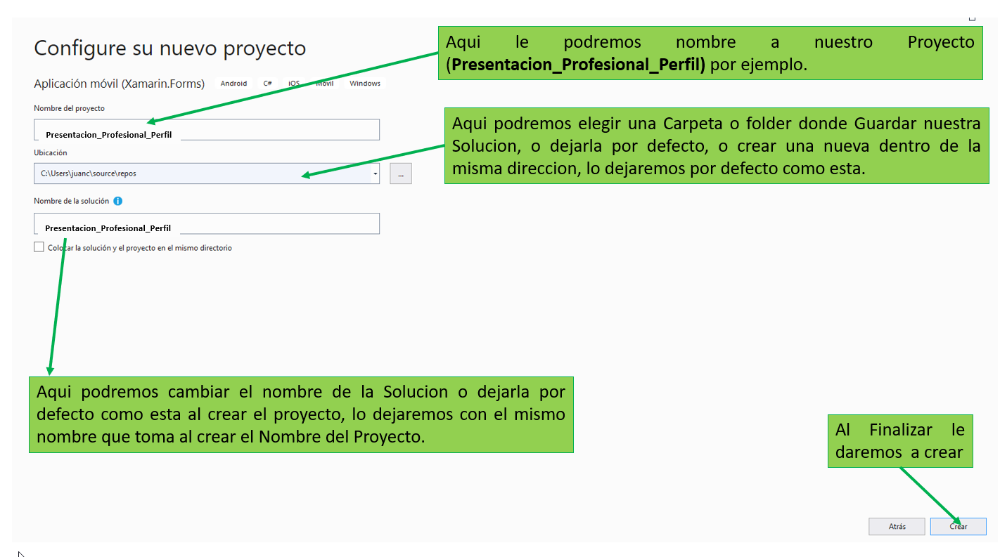 Configure su nuevo proyecto
Aqui le podremos nombre a nuestro Proyecto
(Presentacion_Profesional_Perfil) por ejemplo.
Aplicación móvil (Xamarin.Forms) Android C# iOS Móvil Windows
Nombre del proyecto
Presentacion_Profesional_Perfil
Aqui podremos elegir una Carpeta o folder donde Guardar nuestra
Solucion, o dejarla por defecto, o crear una nueva dentro de la
misma direccion, lo dejaremos por defecto como esta.
Ubicación
C:\Users\juanc\source\repos
...
Nombre de la solución i
Presentacion_Profesional_Perfil
Colocar la solución y el proyecto en el mismo directorio
Aqui podremos cambiar el nombre de la Solucion o dejarla por
defecto como esta al crear el proyecto, lo dejaremos con el mismo
nombre que toma al crear el Nombre del Proyecto.
Al Finalizar le
daremos a crear
Atrás Crear